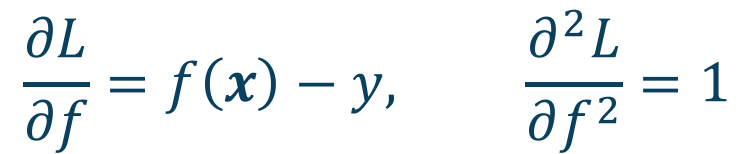 ∂L/∂f = f(x) − y, ∂²L/∂f² = 1